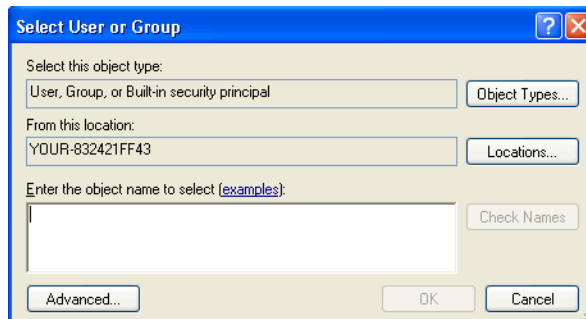 Select User or Group
Select this object type:
User, Group, or Built-in security principal
Object Types...
From this location:
YOUR-832421FF43
Locations...
Enter the object name to select (examples):
Check Names
Advanced...
OK
Cancel